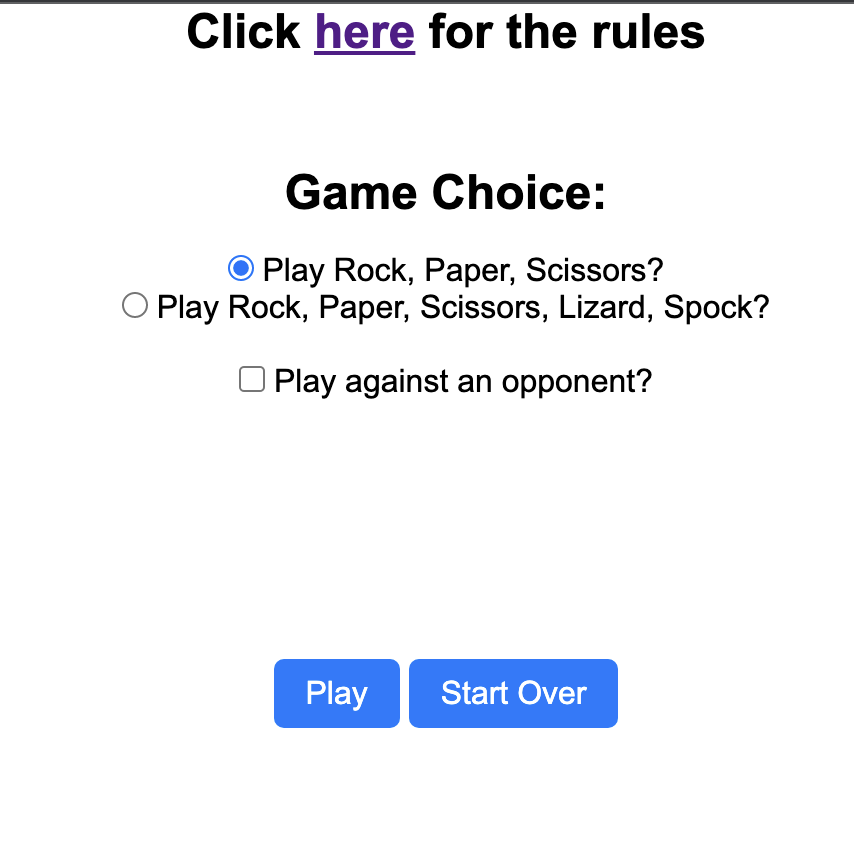 Click here for the rules
Game Choice:
Play Rock, Paper, Scissors?
Play Rock, Paper, Scissors, Lizard, Spock?
Play against an opponent?
Play Start Over